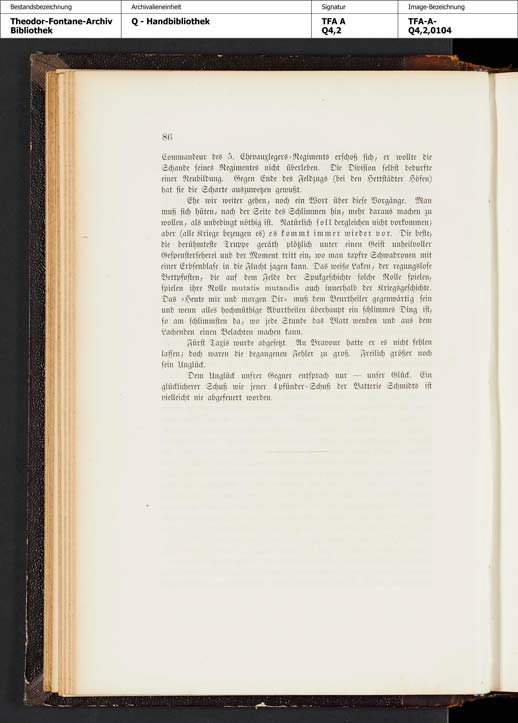 Bestandsbezeichnung
Archivalieneinheit
Signatur
Image-Bezeichnung
Theodor-Fontane-Archiv
Bibliothek
Q - Handbibliothek
TFA A
Q4,2
TFA-A-
Q4,2,0104
86
Commandeur des 5. Chevauxlegers-Regiments erschoß sich; er wollte die
Schande seines Regimentes nicht überleben. Die Division selbst bedurfte
einer Neubildung. Gegen Ende des Feldzugs (bei den Hettstädter Höfen)
hat sie die Scharte auszuwetzen gewußt.
Ehe wir weiter gehen, noch ein Wort über diese Vorgänge. Man
muß sich hüten, nach der Seite des Schlimmen hin, mehr daraus machen zu
wollen, als unbedingt nöthig ist. Natürlich soll dergleichen nicht vorkommen;
aber (alle Kriege bezeugen es) es kommt immer wieder vor. Die beste,
die berühmteste Truppe geräth plötzlich unter einen Geist unheilvoller
Gespensterseherei und der Moment tritt ein, wo man tapfre Schwadronen mit
einer Erbsenblase in die Flucht jagen kann. Das weiße Laken, der regungslose
Bettpfosten, die auf dem Felde der Spukgeschichte solche Rolle spielen,
spielen ihre Rolle mutatis mutandis auch innerhalb der Kriegsgeschichte.
Das »Heute mir und morgen Dir« muß dem Beurtheiler gegenwärtig sein
und wenn alles hochmüthige Aburtheilen überhaupt ein schlimmes Ding ist,
so am schlimmsten da, wo jede Stunde das Blatt wenden und aus dem
Lachenden einen Belachten machen kann.
Fürst Taxis wurde abgesetzt. An Bravour hatte er es nicht fehlen
lassen; doch waren die begangenen Fehler zu groß. Freilich größer noch
sein Unglück.
Dem Unglück unsrer Gegner entsprach nur — unser Glück. Ein
glücklicherer Schuß wie jener 4pfünder-Schuß der Batterie Schmidts ist
vielleicht nie abgefeuert worden.